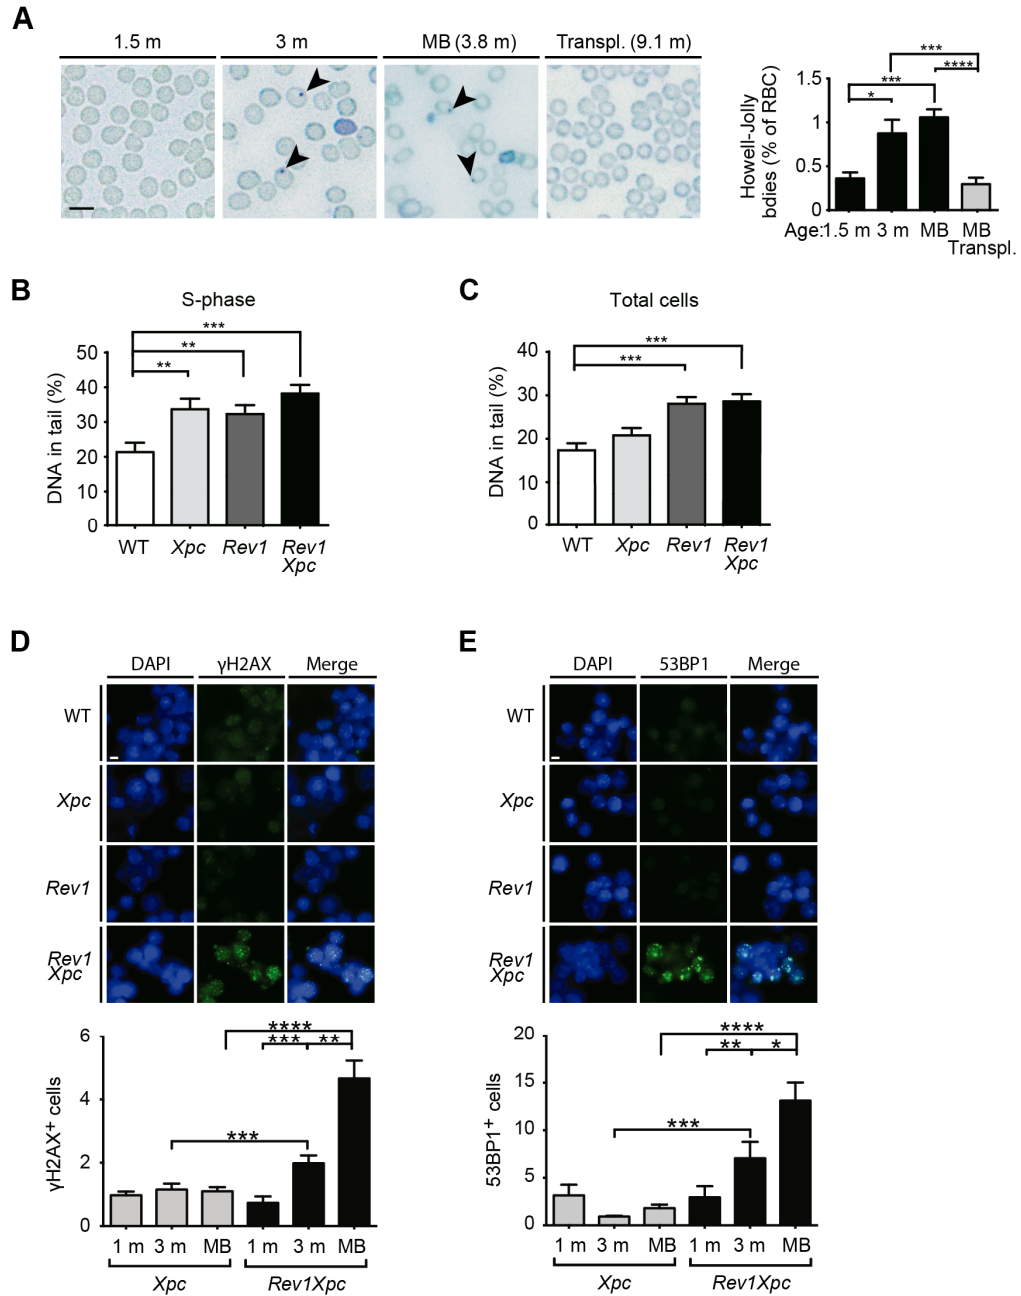 A
1.5 m
3 m
MB (3.8 m)
Transpl. (9.1 m)
Howell-Jolly
bdies (% of RBC)
1.5
1
0.5
0
***
****
***
*
Age:1.5 m 3 m MB MB
Transpl.
B
S-phase
DNA in tail (%)
50
40
30
20
10
0
***
**
**
WT Xpc Rev1 Rev1
Xpc
C
Total cells
DNA in tail (%)
40
30
20
10
0
***
***
WT Xpc Rev1 Rev1
Xpc
D
DAPI γH2AX Merge
WT
Xpc
Rev1
Rev1
Xpc
γH2AX+ cells
6
4
2
0
****
*** **
***
1 m 3 m MB 1 m 3 m MB
Xpc Rev1Xpc
E
DAPI 53BP1 Merge
WT
Xpc
Rev1
Rev1
Xpc
53BP1+ cells
20
15
10
5
0
****
** *
***
1 m 3 m MB 1 m 3 m MB
Xpc Rev1Xpc